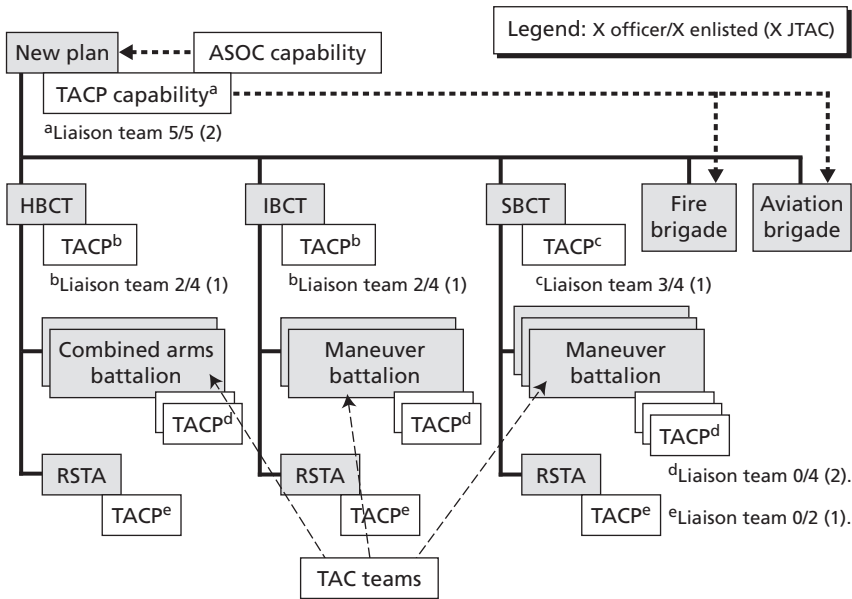 Legend: X officer/X enlisted (X JTAC)
New plan
ASOC capability
TACP capabilityᵃ
ᵃLiaison team 5/5 (2)
HBCT
IBCT
SBCT
Fire
brigade
Aviation
brigade
TACPᵇ
TACPᵇ
TACPᶜ
ᵇLiaison team 2/4 (1)
ᵇLiaison team 2/4 (1)
ᶜLiaison team 3/4 (1)
Combined arms
battalion
Maneuver
battalion
Maneuver
battalion
TACPᵈ
TACPᵈ
TACPᵈ
RSTA
RSTA
RSTA
ᵈLiaison team 0/4 (2).
TACPᵉ
TACPᵉ
TACPᵉ
ᵉLiaison team 0/2 (1).
TAC teams